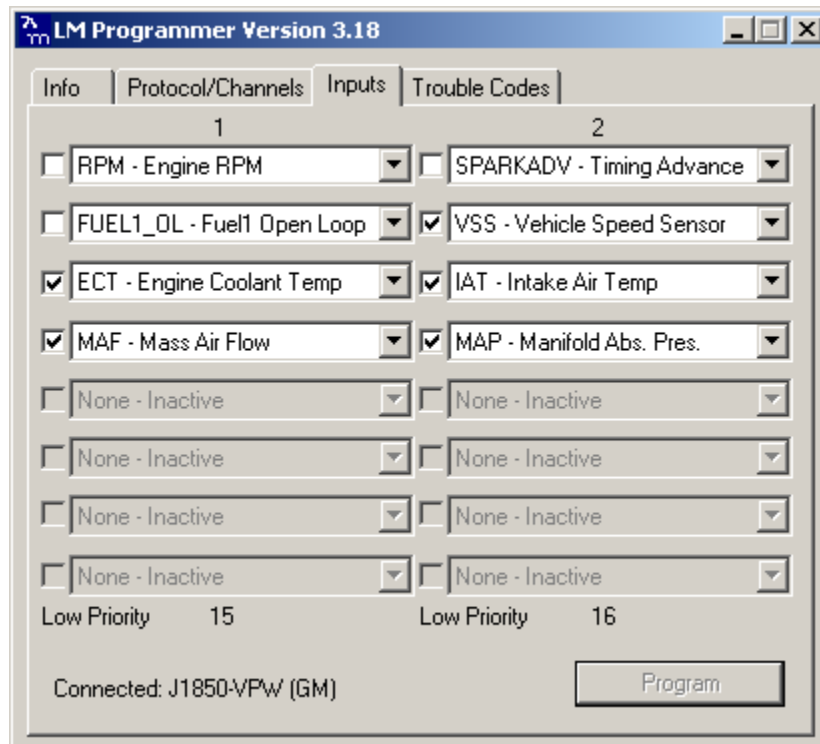 LM Programmer Version 3.18
Info Protocol/Channels Inputs Trouble Codes
1 2
RPM - Engine RPM SPARKADV - Timing Advance
FUEL1_OL - Fuel1 Open Loop VSS - Vehicle Speed Sensor
ECT - Engine Coolant Temp IAT - Intake Air Temp
MAF - Mass Air Flow MAP - Manifold Abs. Pres.
None - Inactive None - Inactive
None - Inactive None - Inactive
None - Inactive None - Inactive
None - Inactive None - Inactive
Low Priority 15 Low Priority 16
Connected: J1850-VPW (GM) Program